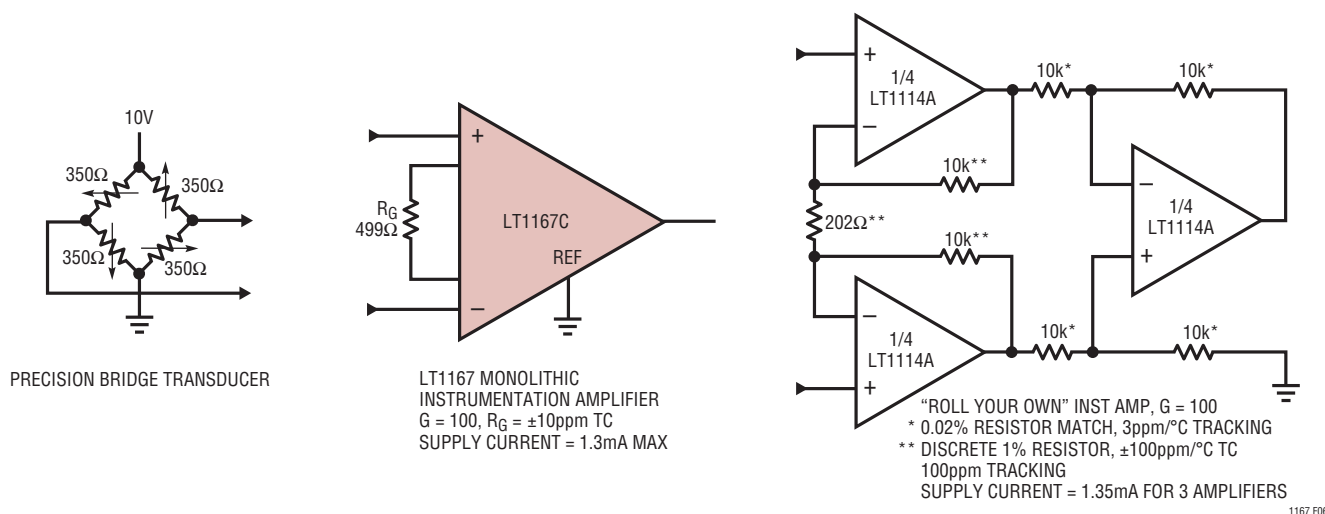 10V
350Ω
350Ω
350Ω
350Ω
PRECISION BRIDGE TRANSDUCER
+
R_G
499Ω
LT1167C
REF
–
LT1167 MONOLITHIC
INSTRUMENTATION AMPLIFIER
G = 100, R_G = ±10ppm TC
SUPPLY CURRENT = 1.3mA MAX
+
1/4
LT1114A
–
10k*
10k*
10k**
202Ω**
10k**
–
1/4
LT1114A
+
–
1/4
LT1114A
+
10k*
10k*
“ROLL YOUR OWN” INST AMP, G = 100
* 0.02% RESISTOR MATCH, 3ppm/°C TRACKING
** DISCRETE 1% RESISTOR, ±100ppm/°C TC
100ppm TRACKING
SUPPLY CURRENT = 1.35mA FOR 3 AMPLIFIERS
1167 F06